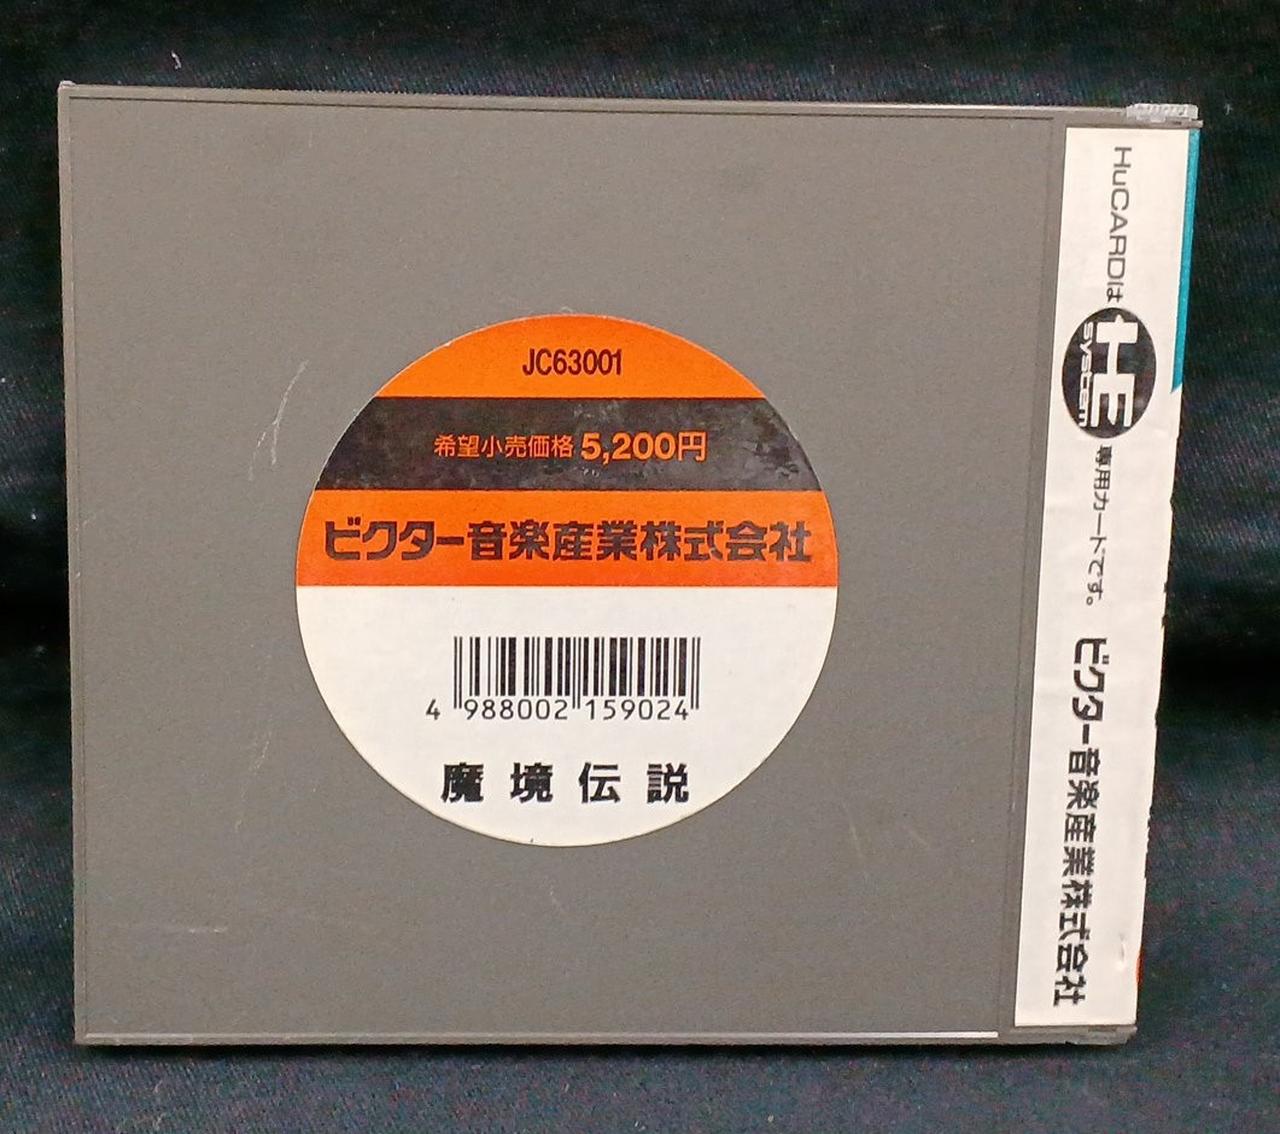 JC63001
希望小売価格 5,200円
ビクター音楽産業株式会社
4 988002 159024
魔境伝説
HuCARDは HE system 専用カードです。 ビクター音楽産業株式会社